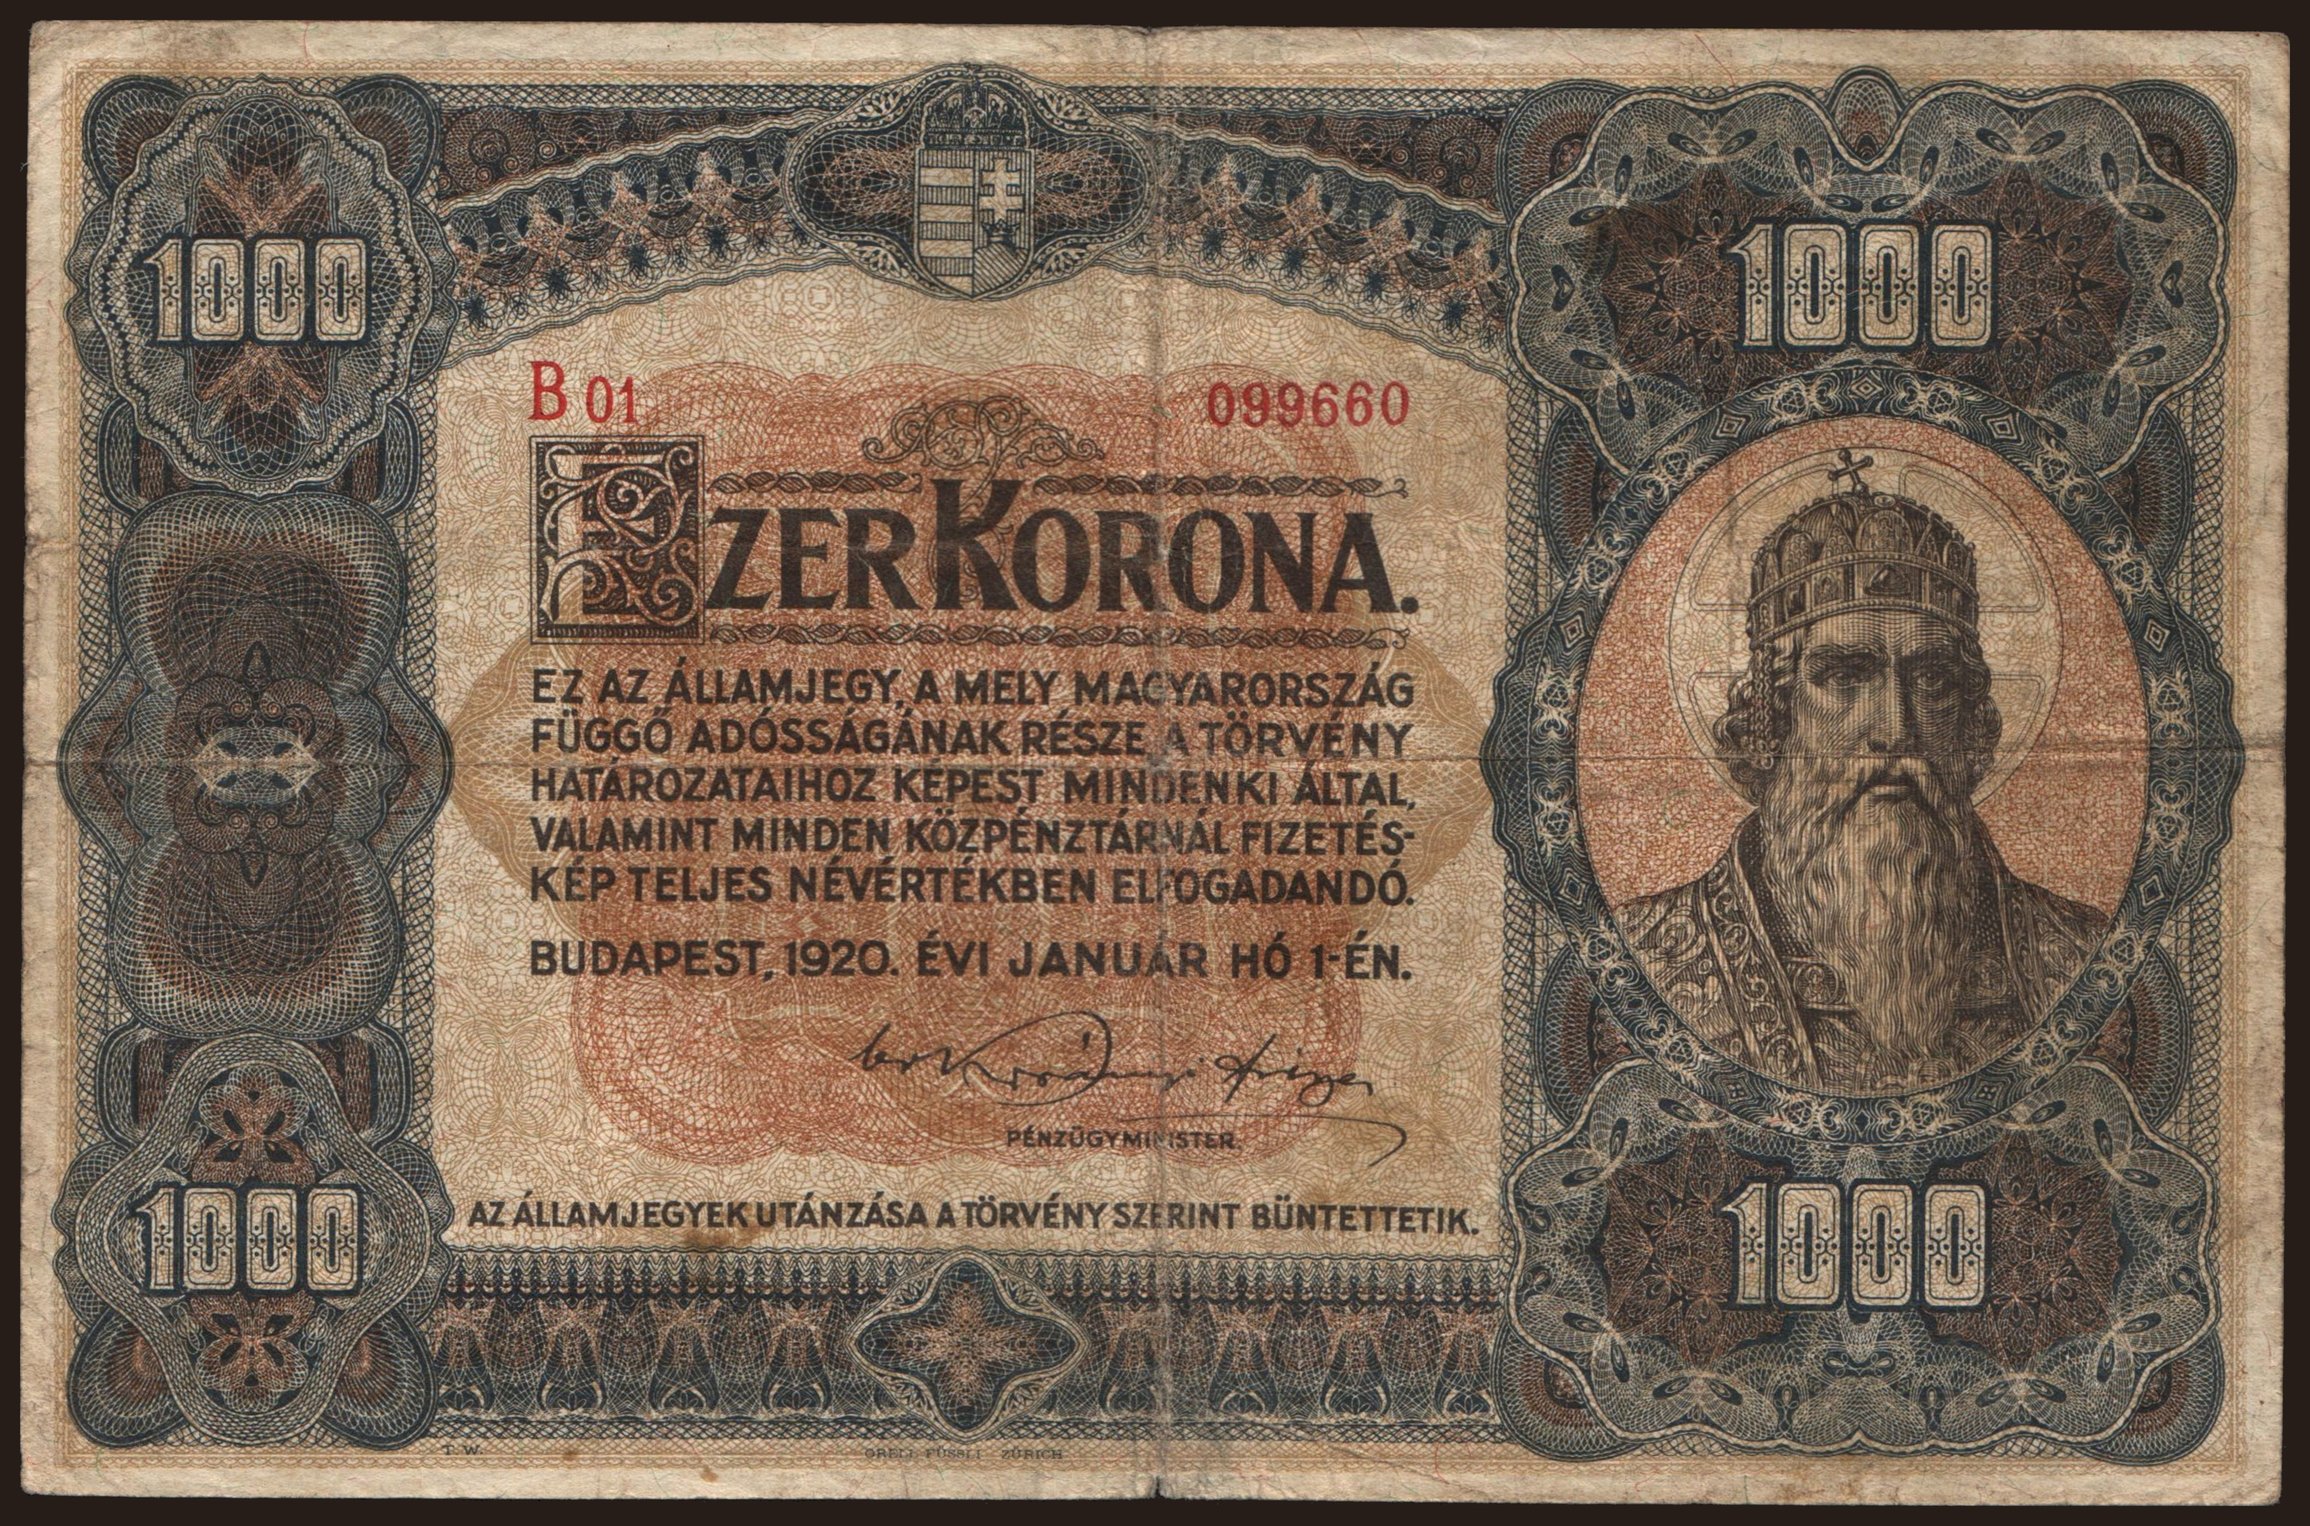 1000
1000
B 01
099660
EZER KORONA.
EZ AZ ÁLLAMJEGY, A MELY MAGYARORSZÁG
FÜGGŐ ADÓSSÁGÁNAK RÉSZE A TÖRVÉNY
HATÁROZATAIHOZ KÉPEST MINDENKI ÁLTAL,
VALAMINT MINDEN KÖZPÉNZTÁRNÁL FIZETÉS-
KÉP TELJES NÉVÉRTÉKBEN ELFOGADANDÓ.
BUDAPEST, 1920. ÉVI JANUÁR HÓ 1-ÉN.
PÉNZÜGYMINISTER.
1000
AZ ÁLLAMJEGYEK UTÁNZÁSA A TÖRVÉNY SZERINT BÜNTETTETIK.
1000
T. W.
ORELL FÜSSLI ZÜRICH